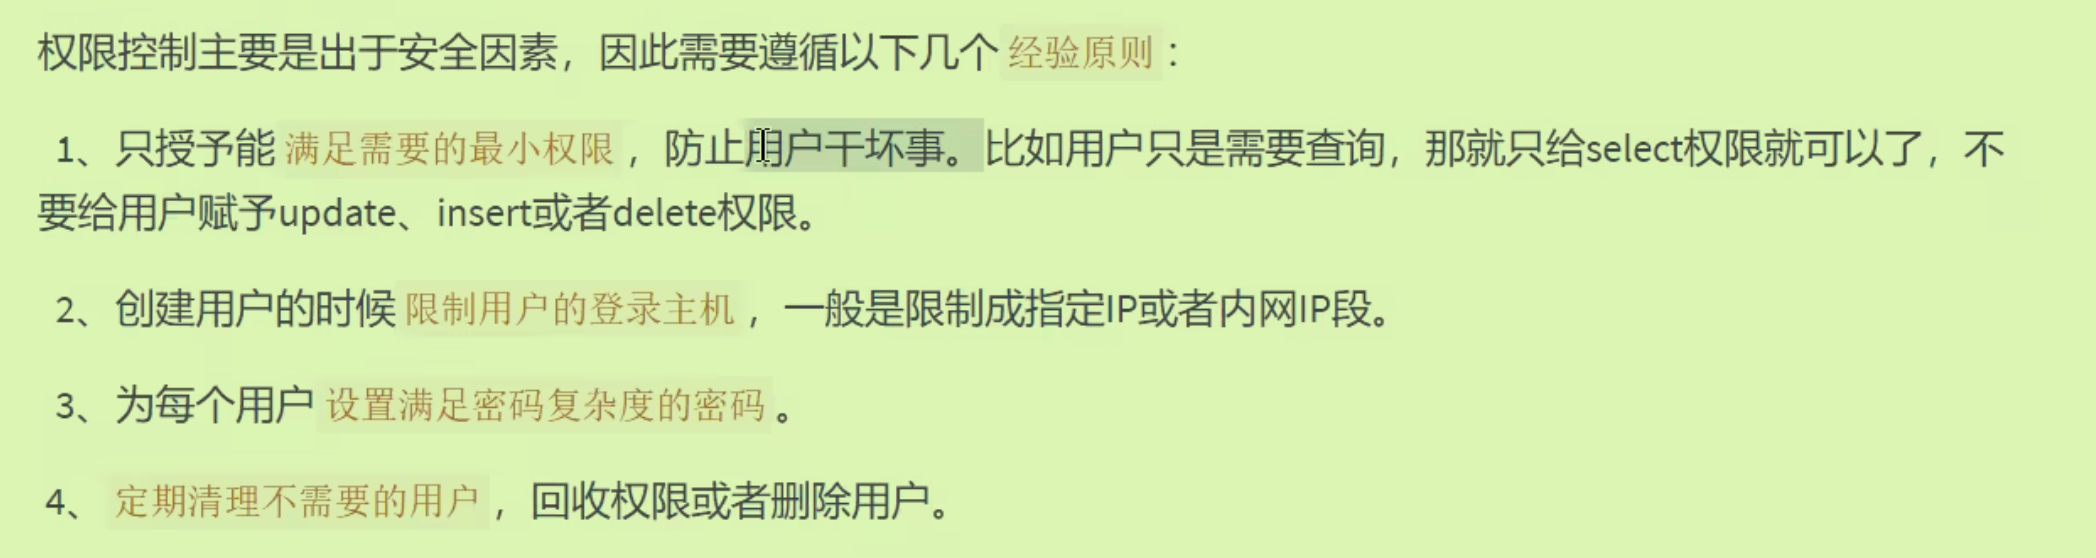 权限控制主要是出于安全因素，因此需要遵循以下几个 经验原则 ：
1、只授予能 满足需要的最小权限 ，防止用户干坏事。比如用户只是需要查询，那就只给select权限就可以了，不
要给用户赋予update、insert或者delete权限。
2、创建用户的时候 限制用户的登录主机 ，一般是限制成指定IP或者内网IP段。
3、为每个用户 设置满足密码复杂度的密码 。
4、 定期清理不需要的用户 ，回收权限或者删除用户。